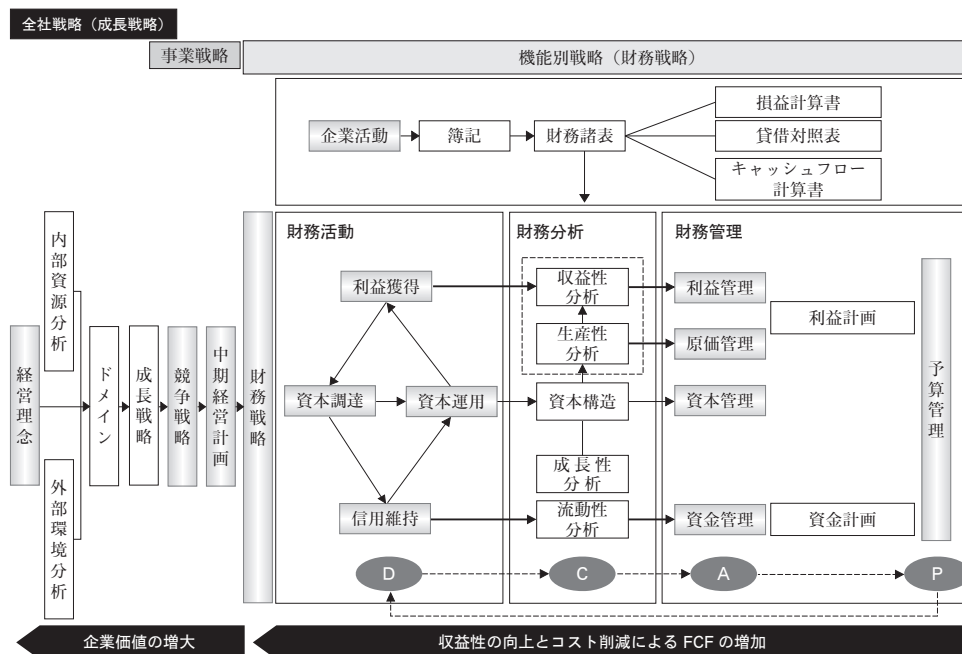 全社戦略（成長戦略）
事業戦略
機能別戦略（財務戦略）
企業活動
簿記
財務諸表
損益計算書
貸借対照表
キャッシュフロー
計算書
経営理念
内部資源分析
外部環境分析
ドメイン
成長戦略
競争戦略
中期経営計画
財務戦略
財務活動
利益獲得
資本調達
資本運用
信用維持
財務分析
収益性
分析
生産性
分析
資本構造
成長性
分析
流動性
分析
財務管理
利益管理
原価管理
利益計画
資本管理
資金管理
資金計画
予算管理
D
C
A
P
企業価値の増大
収益性の向上とコスト削減による FCF の増加